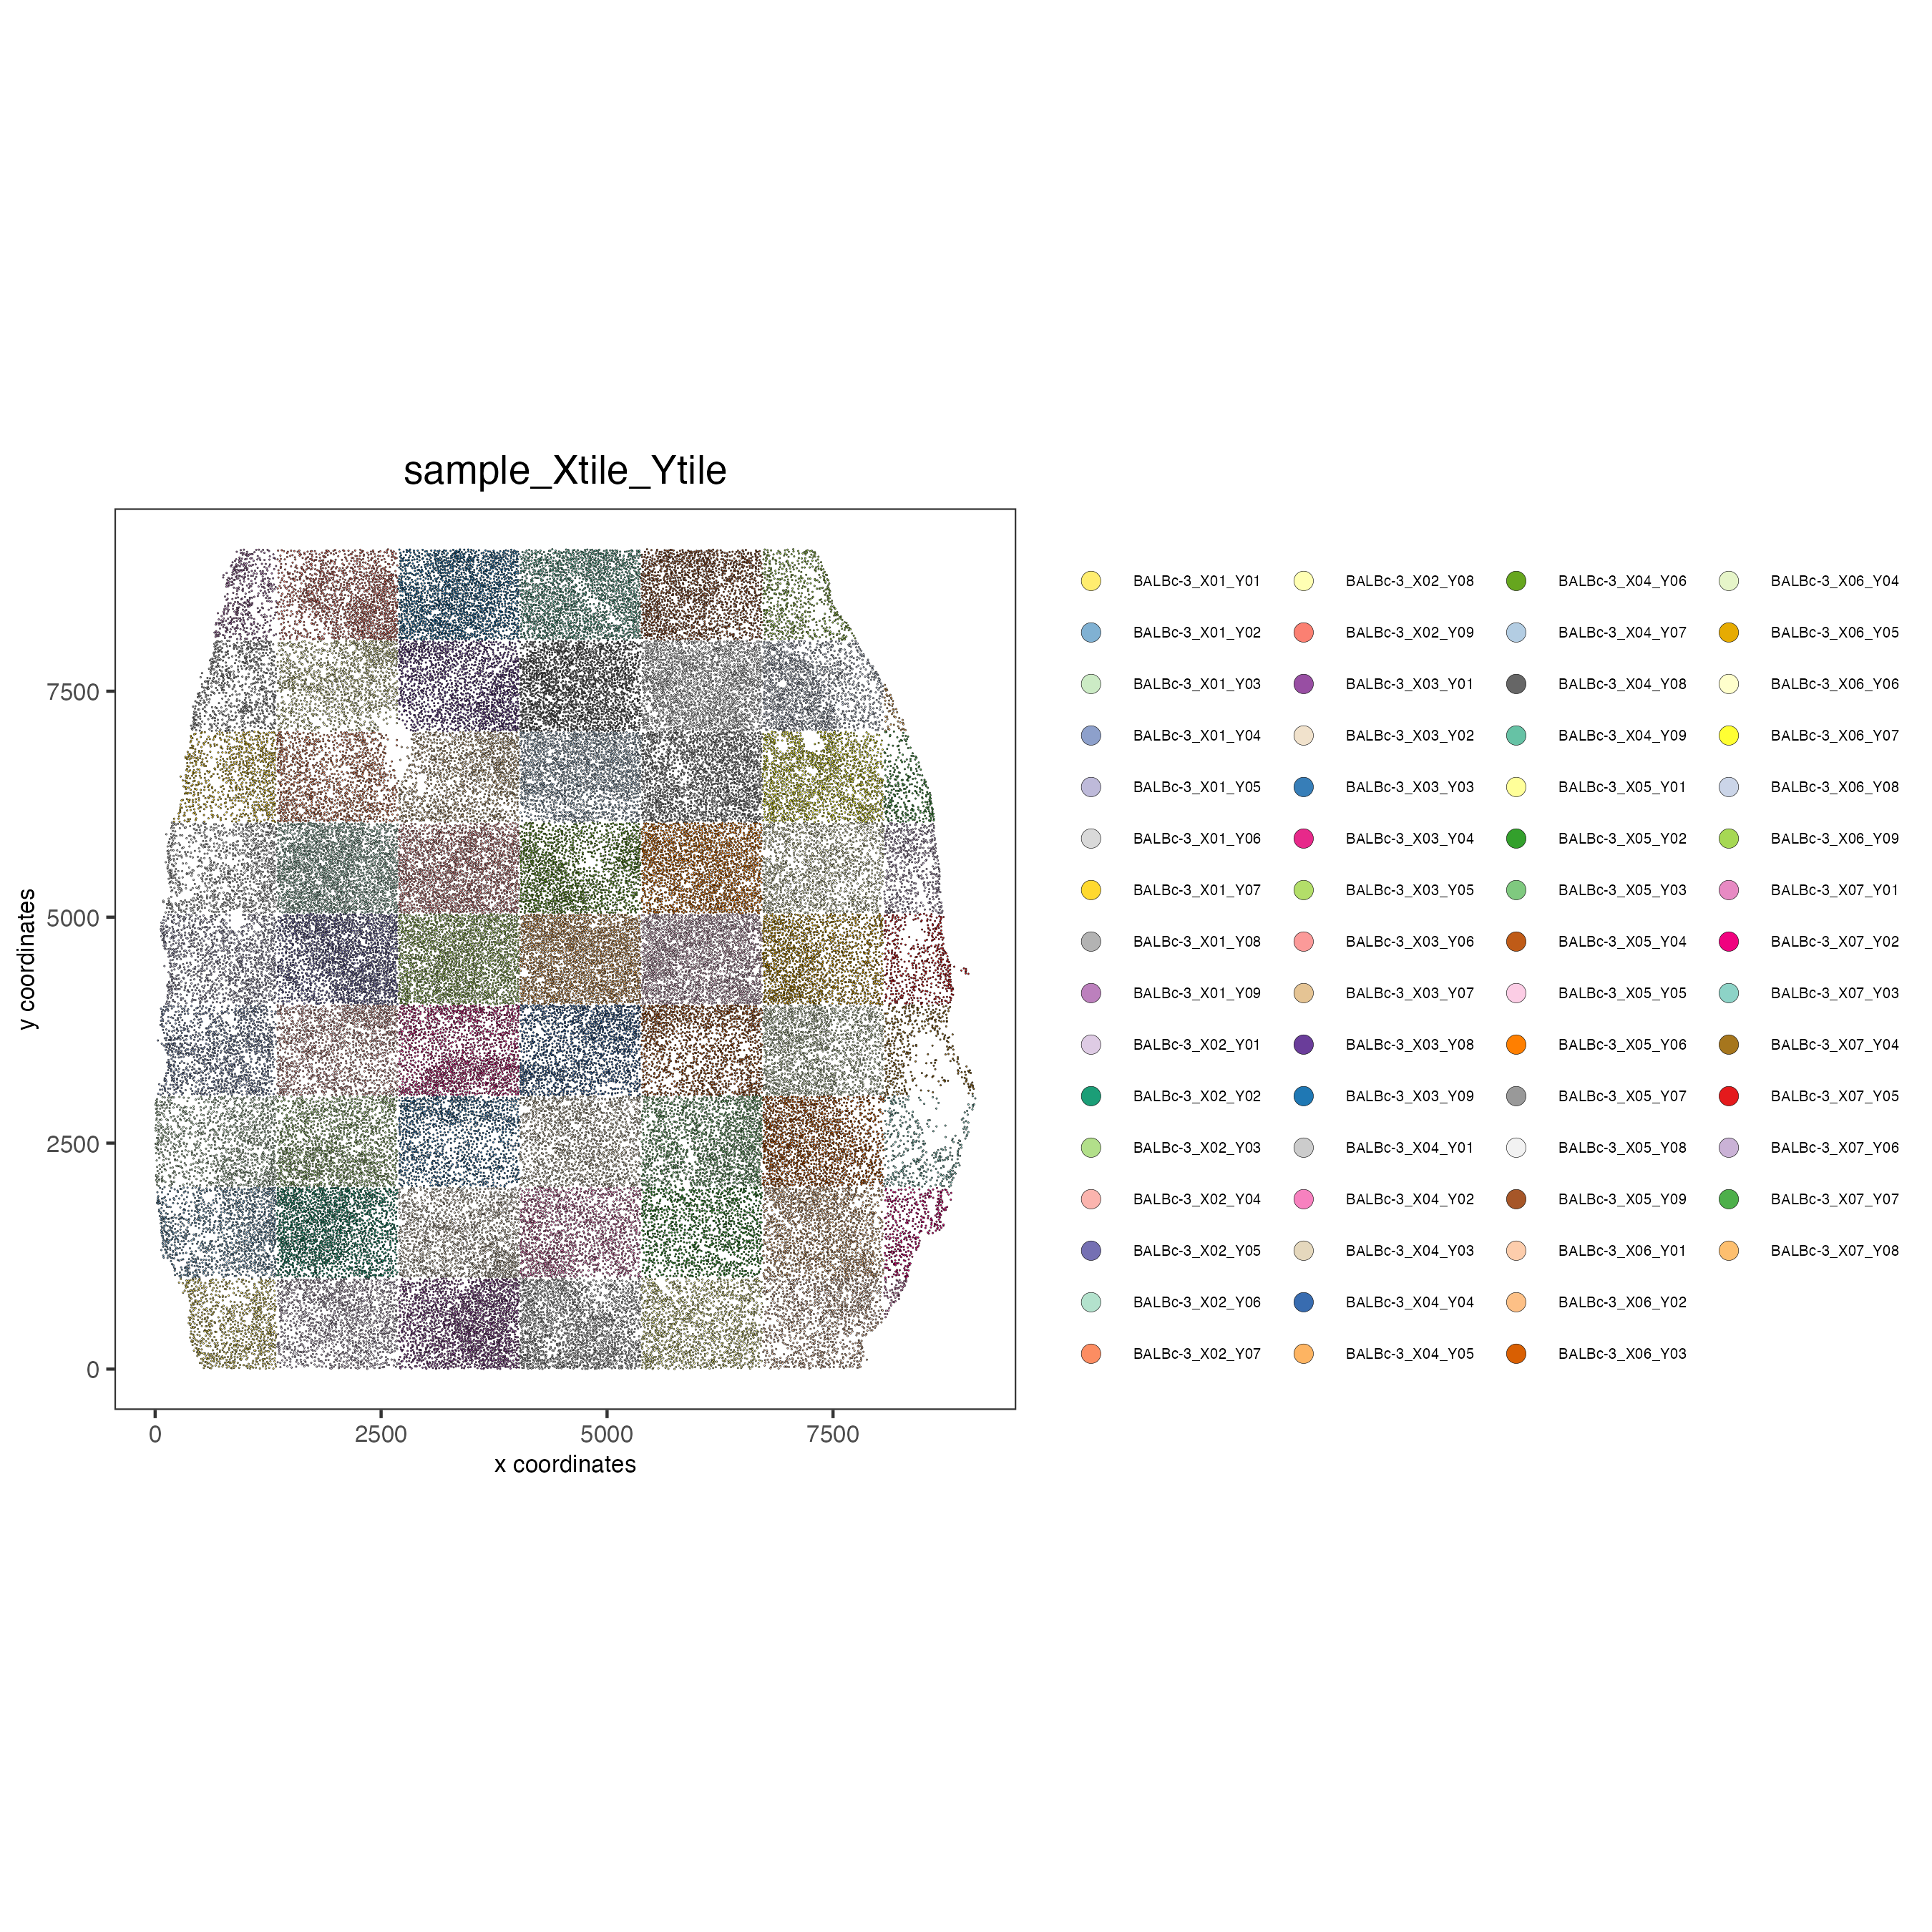 sample_Xtile_Ytile
y coordinates
7500
5000
2500
0
0 2500 5000 7500
x coordinates
BALBc-3_X01_Y01 BALBc-3_X02_Y08 BALBc-3_X04_Y06 BALBc-3_X06_Y04
BALBc-3_X01_Y02 BALBc-3_X02_Y09 BALBc-3_X04_Y07 BALBc-3_X06_Y05
BALBc-3_X01_Y03 BALBc-3_X03_Y01 BALBc-3_X04_Y08 BALBc-3_X06_Y06
BALBc-3_X01_Y04 BALBc-3_X03_Y02 BALBc-3_X04_Y09 BALBc-3_X06_Y07
BALBc-3_X01_Y05 BALBc-3_X03_Y03 BALBc-3_X05_Y01 BALBc-3_X06_Y08
BALBc-3_X01_Y06 BALBc-3_X03_Y04 BALBc-3_X05_Y02 BALBc-3_X06_Y09
BALBc-3_X01_Y07 BALBc-3_X03_Y05 BALBc-3_X05_Y03 BALBc-3_X07_Y01
BALBc-3_X01_Y08 BALBc-3_X03_Y06 BALBc-3_X05_Y04 BALBc-3_X07_Y02
BALBc-3_X01_Y09 BALBc-3_X03_Y07 BALBc-3_X05_Y05 BALBc-3_X07_Y03
BALBc-3_X02_Y01 BALBc-3_X03_Y08 BALBc-3_X05_Y06 BALBc-3_X07_Y04
BALBc-3_X02_Y02 BALBc-3_X03_Y09 BALBc-3_X05_Y07 BALBc-3_X07_Y05
BALBc-3_X02_Y03 BALBc-3_X04_Y01 BALBc-3_X05_Y08 BALBc-3_X07_Y06
BALBc-3_X02_Y04 BALBc-3_X04_Y02 BALBc-3_X05_Y09 BALBc-3_X07_Y07
BALBc-3_X02_Y05 BALBc-3_X04_Y03 BALBc-3_X06_Y01 BALBc-3_X07_Y08
BALBc-3_X02_Y06 BALBc-3_X04_Y04 BALBc-3_X06_Y02
BALBc-3_X02_Y07 BALBc-3_X04_Y05 BALBc-3_X06_Y03